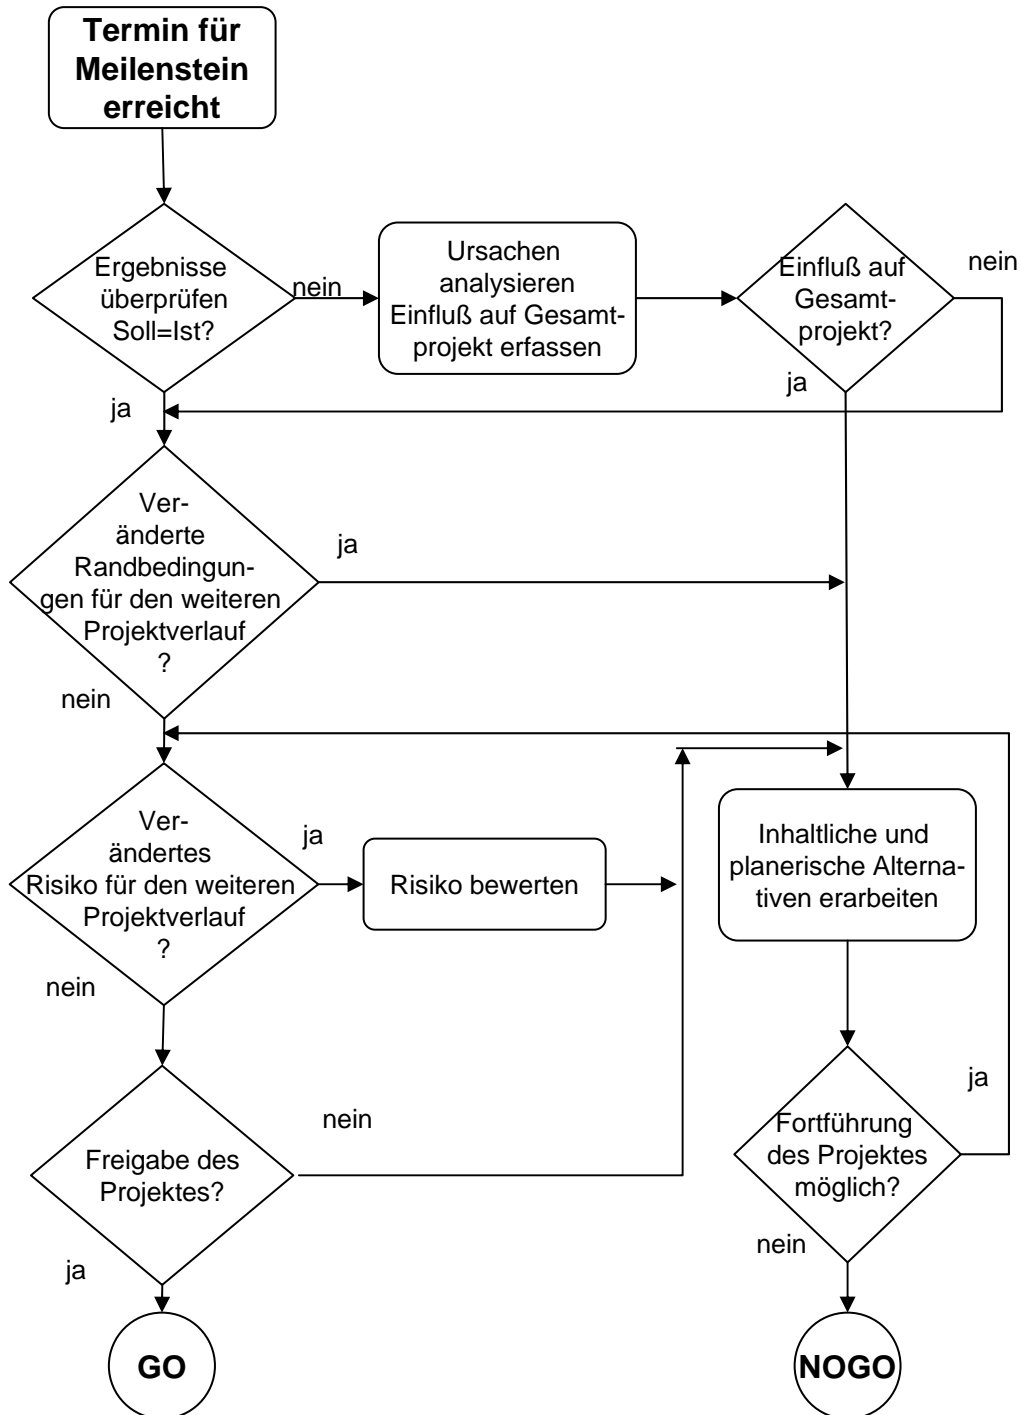 Termin für
Meilenstein
erreicht
Ergebnisse
überprüfen
Soll=Ist?
nein
Ursachen
analysieren
Einfluß auf Gesamt-
projekt erfassen
Einfluß auf
Gesamt-
projekt?
nein
ja
ja
Ver-
änderte
Randbedingun-
gen für den weiteren
Projektverlauf
?
ja
nein
Ver-
ändertes
Risiko für den weiteren
Projektverlauf
?
ja
Risiko bewerten
Inhaltliche und
planerische Alterna-
tiven erarbeiten
nein
Freigabe des
Projektes?
nein
Fortführung
des Projektes
möglich?
ja
nein
ja
GO
NOGO